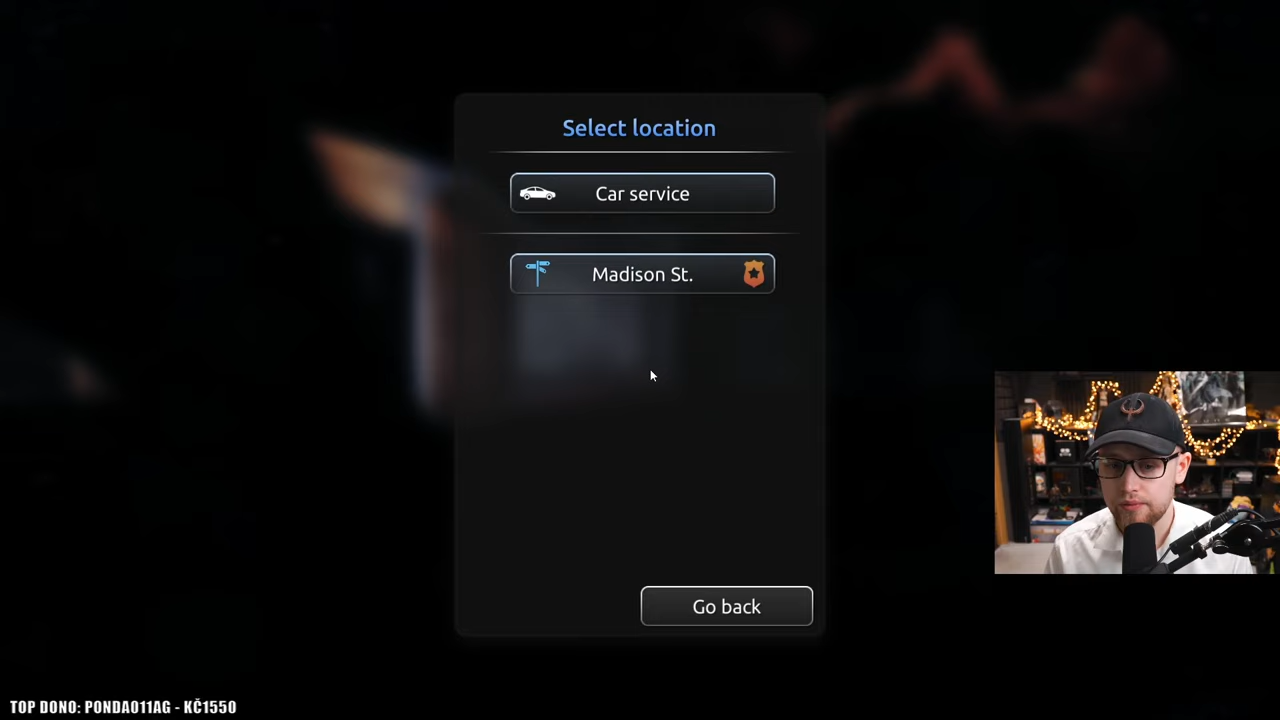 Select location
Car service
Madison St.
Go back
TOP DONO: PONDA011AG - KČ1550